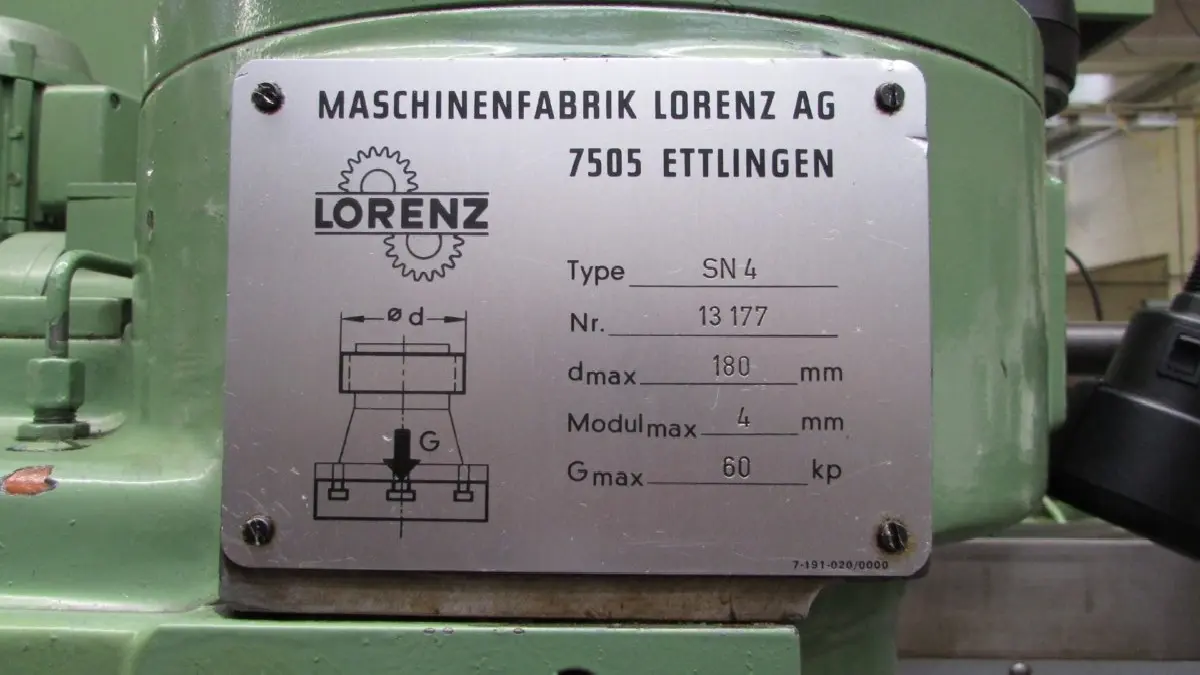 MASCHINENFABRIK LORENZ AG
7505 ETTLINGEN
LORENZ
Type SN 4
Nr. 13 177
dmax 180 mm
Modulmax 4 mm
Gmax 60 kp
ø d
G
7-191-020/0000